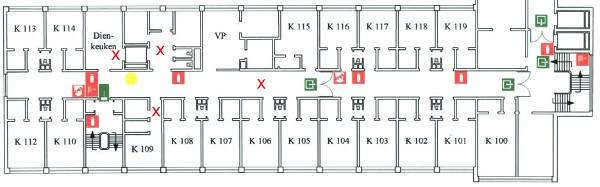 K 113
K 114
Dien-
keuken
VP
K 115
K 116
K 117
K 118
K 119
X
X
X
X
K 112
K 110
K 109
K 108
K 107
K 106
K 105
K 104
K 103
K 102
K 101
K 100